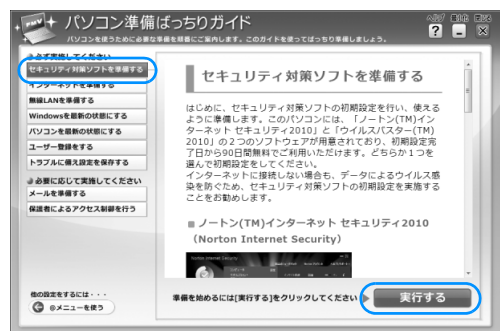 FMV パソコン準備ばっちりガイド
パソコンを使うために必要な準備を順番にご案内します。このガイドを使ってばっちり準備しましょう。
ヘルプ 最小化 閉じる
必ず実施してください
セキュリティ対策ソフトを準備する
インターネットを準備する
無線LANを準備する
Windowsを最新の状態にする
パソコンを最新の状態にする
ユーザー登録をする
トラブルに備え設定を保存する
必要に応じて実施してください
メールを準備する
保護者によるアクセス制御を行う
他の設定をするには・・・
@メニューを使う
セキュリティ対策ソフトを準備する
はじめに、セキュリティ対策ソフトの初期設定を行い、使える
ように準備します。このパソコンには、「ノートン(TM)イン
ターネット セキュリティ2010」と「ウイルスバスター(TM)
2010」の2つのソフトウェアが用意されており、初期設定完
了日から90日間無料でご利用いただけます。どちらか1つを
選んで初期設定をしてください。
インターネットに接続しない場合も、データによるウイルス感
染を防ぐため、セキュリティ対策ソフトの初期設定を実施する
ことをお勧めします。
■ ノートン(TM)インターネット セキュリティ2010
(Norton Internet Security)
Norton Internet Security
準備を始めるには[実行する]をクリックしてください
実行する